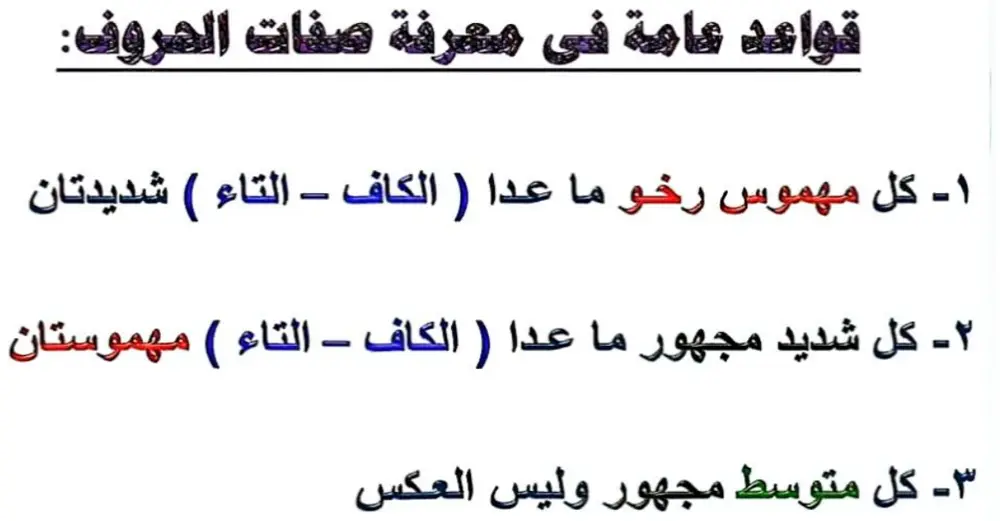 قواعد عامة فى معرفة صفات الحروف:
١- كل مهموس رخو ما عدا ( الكاف – التاء ) شديدتان
٢- كل شديد مجهور ما عدا ( الكاف – التاء ) مهموستان
٣- كل متوسط مجهور وليس العكس